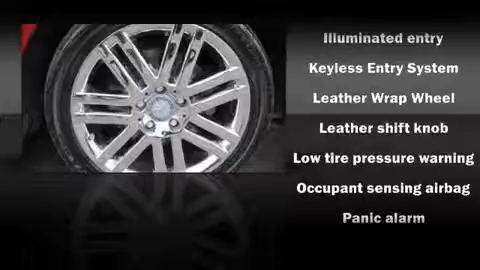 Illuminated entry
Keyless Entry System
Leather Wrap Wheel
Leather shift knob
Low tire pressure warning
Occupant sensing airbag
Panic alarm